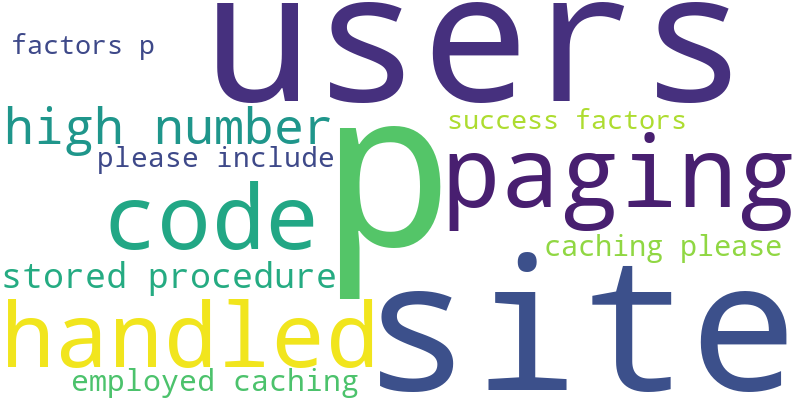 users
factors p
high number
success factors
please include
p
paging
code
caching please
stored procedure
site
handled
employed caching